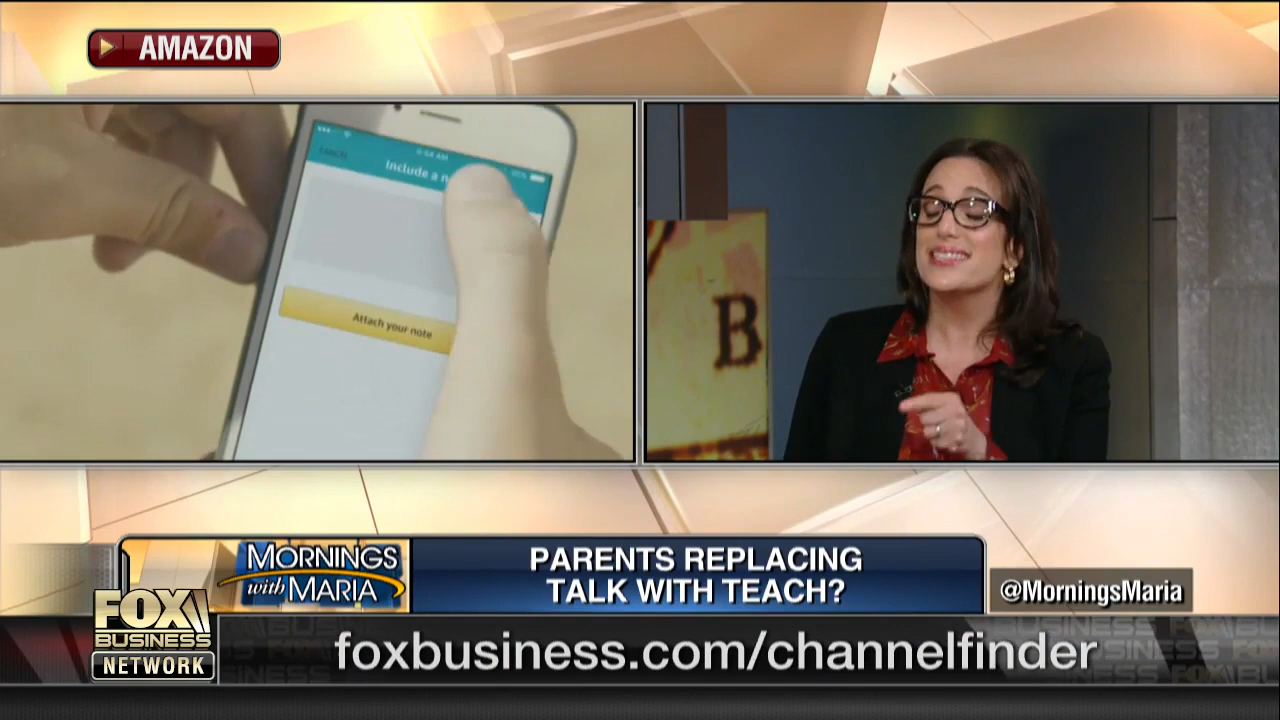 AMAZON
CANCEL
Include a n
Attach your note
B
MORNINGS
with MARIA
PARENTS REPLACING
TALK WITH TEACH?
@MorningsMaria
FOX
BUSINESS
NETWORK
foxbusiness.com/channelfinder